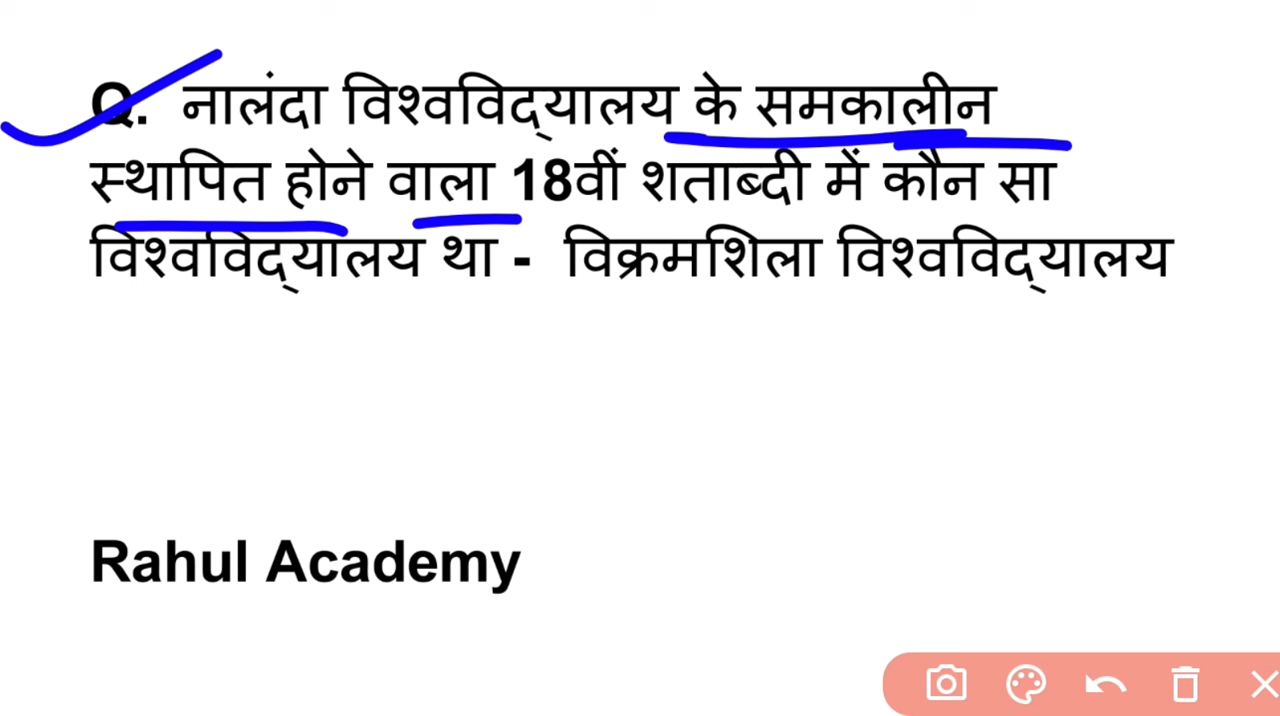 Q. नालंदा विश्वविद्यालय के समकालीन
स्थापित होने वाला 18वीं शताब्दी में कौन सा
विश्वविद्यालय था - विक्रमशिला विश्वविद्यालय
Rahul Academy